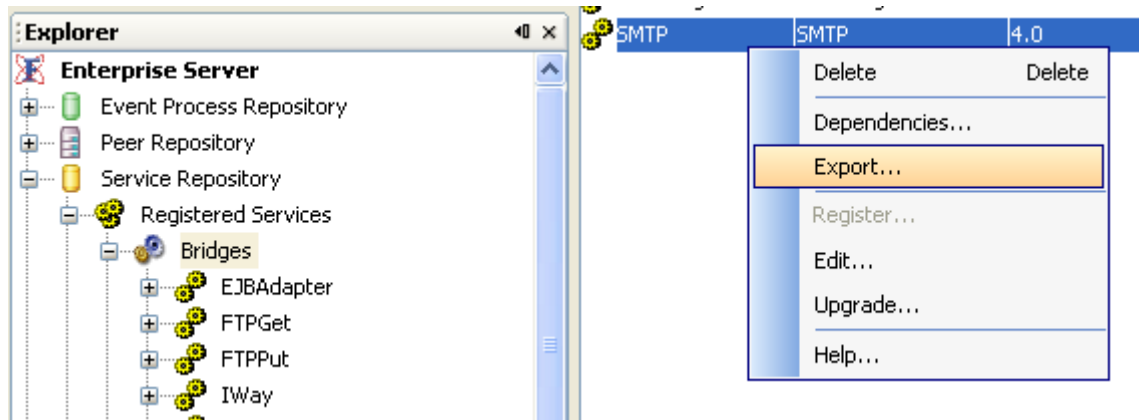 Explorer
Enterprise Server
Event Process Repository
Peer Repository
Service Repository
Registered Services
Bridges
EJBAdapter
FTPGet
FTPPut
IWay
SMTP SMTP 4.0
Delete Delete
Dependencies...
Export...
Register...
Edit...
Upgrade...
Help...